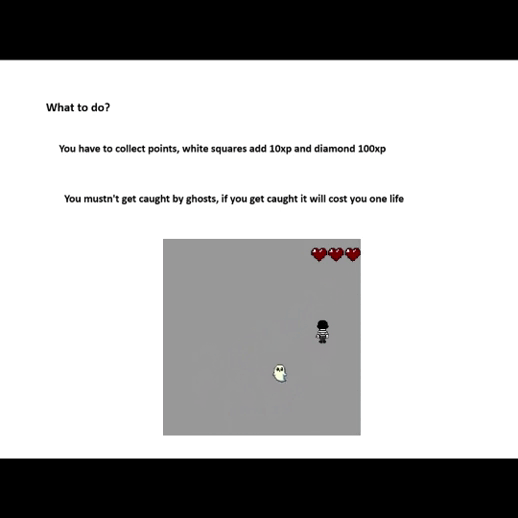 What to do?
You have to collect points, white squares add 10xp and diamond 100xp
You mustn't get caught by ghosts, if you get caught it will cost you one life